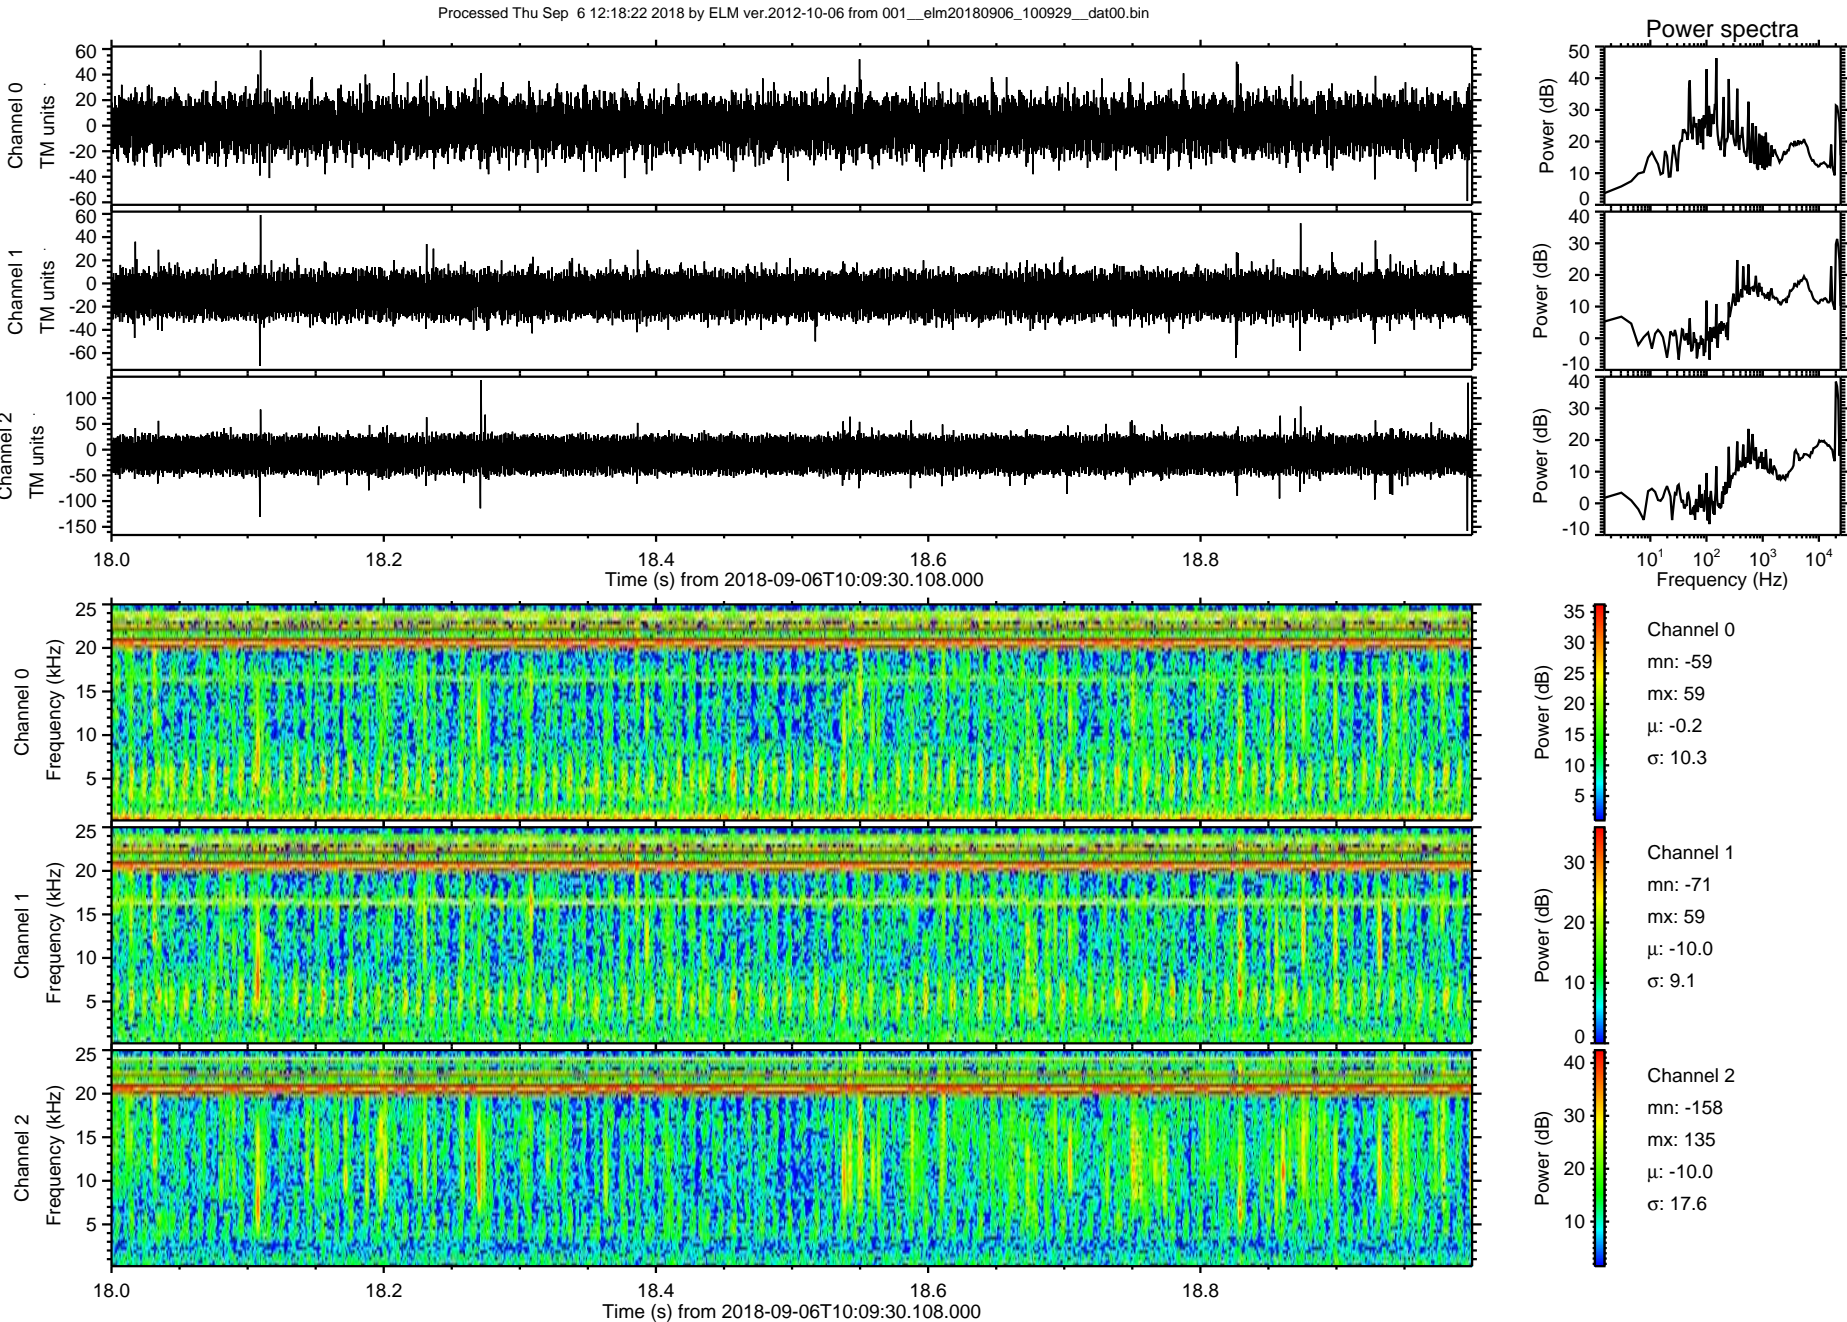 Processed Thu Sep  6 12:18:22 2018 by ELM ver.2012-10-06 from 001__elm20180906_100929__dat00.bin
Power spectra
Channel 0
TM units
60
40
20
0
-20
-40
-60
Power (dB)
50
40
30
20
10
0
Channel 1
TM units
60
40
20
0
-20
-40
-60
Power (dB)
40
30
20
10
0
-10
Channel 2
TM units
100
50
0
-50
-100
-150
Power (dB)
40
30
20
10
0
-10
18.0 18.2 18.4 18.6 18.8
Time (s) from 2018-09-06T10:09:30.108.000
10^1 10^2 10^3 10^4
Frequency (Hz)
Channel 0
Frequency (kHz)
25
20
15
10
5
Power (dB)
35
30
25
20
15
10
5
Channel 0
mn: -59
mx: 59
μ: -0.2
σ: 10.3
Channel 1
Frequency (kHz)
25
20
15
10
5
Power (dB)
30
20
10
0
Channel 1
mn: -71
mx: 59
μ: -10.0
σ: 9.1
Channel 2
Frequency (kHz)
25
20
15
10
5
Power (dB)
40
30
20
10
Channel 2
mn: -158
mx: 135
μ: -10.0
σ: 17.6
18.0 18.2 18.4 18.6 18.8
Time (s) from 2018-09-06T10:09:30.108.000